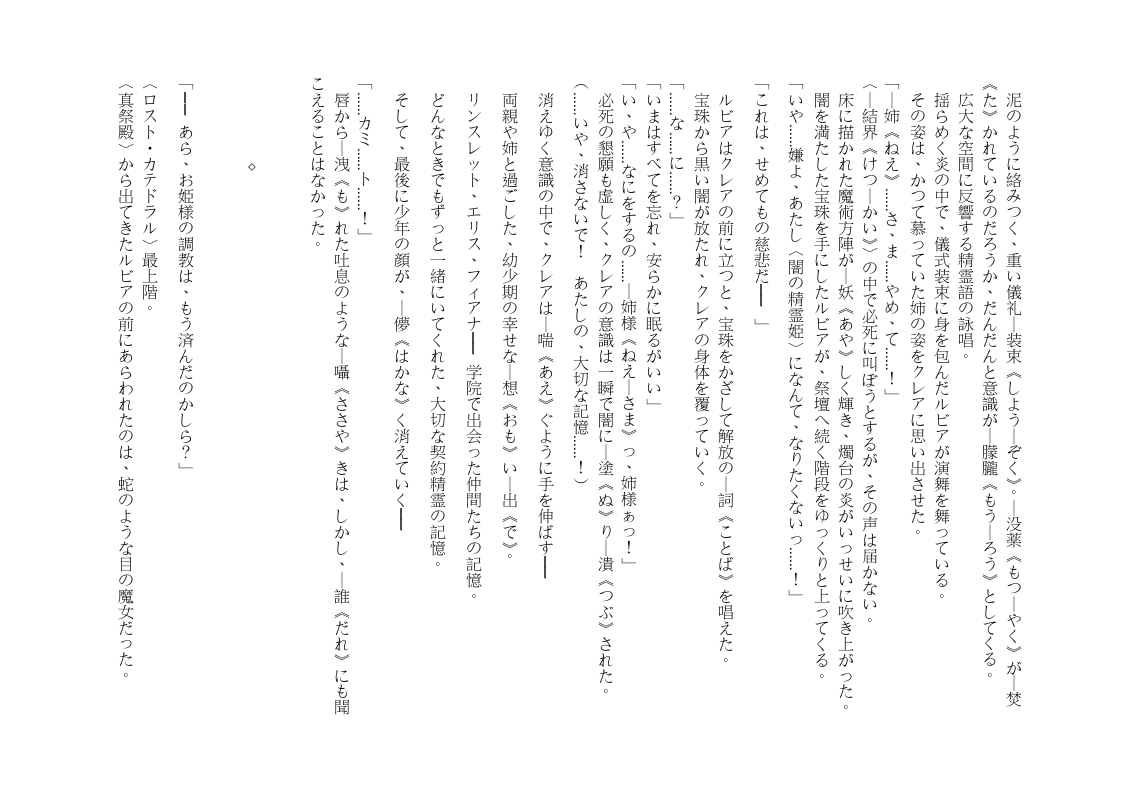 泥のように絡みつく、重い儀礼―装束《しよう―ぞく》。―没薬《もつ―やく》が―焚
《た》かれているのだろうか、だんだんと意識が―朦朧《もう―ろう》としてくる。
広大な空間に反響する精霊語の詠唱。
揺らめく炎の中で、儀式装束に身を包んだルビアが演舞を舞っている。
その姿は、かつて慕っていた姉の姿をクレアに思い出させた。
「―姉《ねえ》……さ、ま……やめ、て……！」
〈―結界《けつ―かい》〉の中で必死に叫ぼうとするが、その声は届かない。
床に描かれた魔術方陣が―妖《あや》しく輝き、燭台の炎がいっせいに吹き上がった。
闇を満たした宝珠を手にしたルビアが、祭壇へ続く階段をゆっくりと上ってくる。
「いや……嫌よ、あたし〈闇の精霊姫〉になんて、なりたくないっ……！」
「これは、せめてもの慈悲だ━━　」
ルビアはクレアの前に立つと、宝珠をかざして解放の―詞《ことば》を唱えた。
宝珠から黒い闇が放たれ、クレアの身体を覆っていく。
「……な……に……？」
「いまはすべてを忘れ、安らかに眠るがいい」
「い、や……なにをするの……―姉様《ねえ―さま》っ、姉様ぁっ！」
必死の懇願も虚しく、クレアの意識は一瞬で闇に―塗《ぬ》り―潰《つぶ》された。
（……いや、消さないで！　あたしの、大切な記憶……！）
消えゆく意識の中で、クレアは―喘《あえ》ぐように手を伸ばす━━
両親や姉と過ごした、幼少期の幸せな―想《おも》い―出《で》。
リンスレット、エリス、フィアナ━━　学院で出会った仲間たちの記憶。
どんなときでもずっと一緒にいてくれた、大切な契約精霊の記憶。
そして、最後に少年の顔が、―儚《はかな》く消えていく━━
「……カミ……ト……！」
唇から―洩《も》れた吐息のような―囁《ささや》きは、しかし、―誰《だれ》にも聞
こえることはなかった。
◇
「━━　あら、お姫様の調教は、もう済んだのかしら？」
〈ロスト・カテドラル〉最上階。
〈真祭殿〉から出てきたルビアの前にあらわれたのは、蛇のような目の魔女だった。